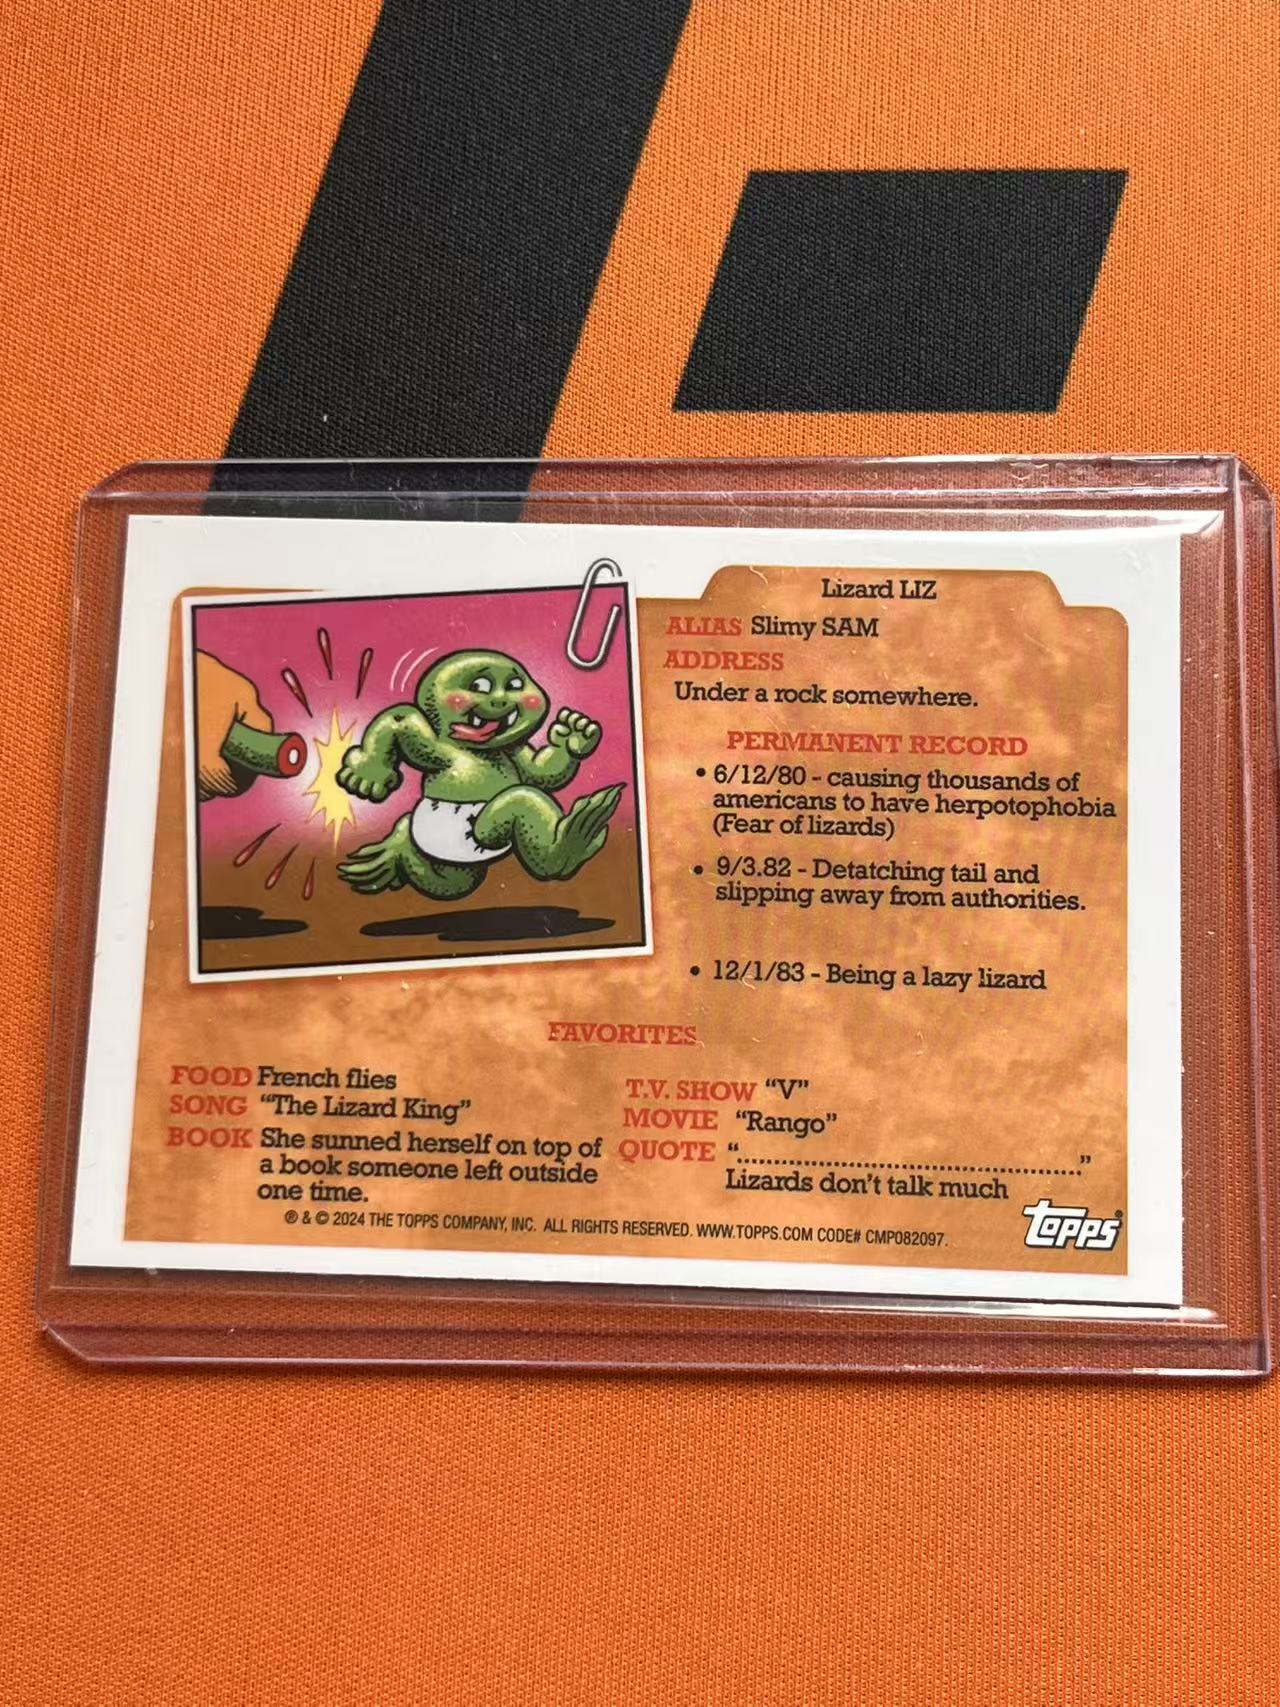 Lizard LIZ
ALIAS Slimy SAM
ADDRESS
Under a rock somewhere.
PERMANENT RECORD
• 6/12/80 - causing thousands of
americans to have herpotophobia
(Fear of lizards)
• 9/3.82 - Detatching tail and
slipping away from authorities.
• 12/1/83 - Being a lazy lizard
FAVORITES
FOOD French flies
SONG “The Lizard King”
BOOK She sunned herself on top of
a book someone left outside
one time.
T.V. SHOW “V”
MOVIE “Rango”
QUOTE “..........................................”
Lizards don't talk much
® & © 2024 THE TOPPS COMPANY, INC. ALL RIGHTS RESERVED. WWW.TOPPS.COM CODE# CMP082097.
topps®